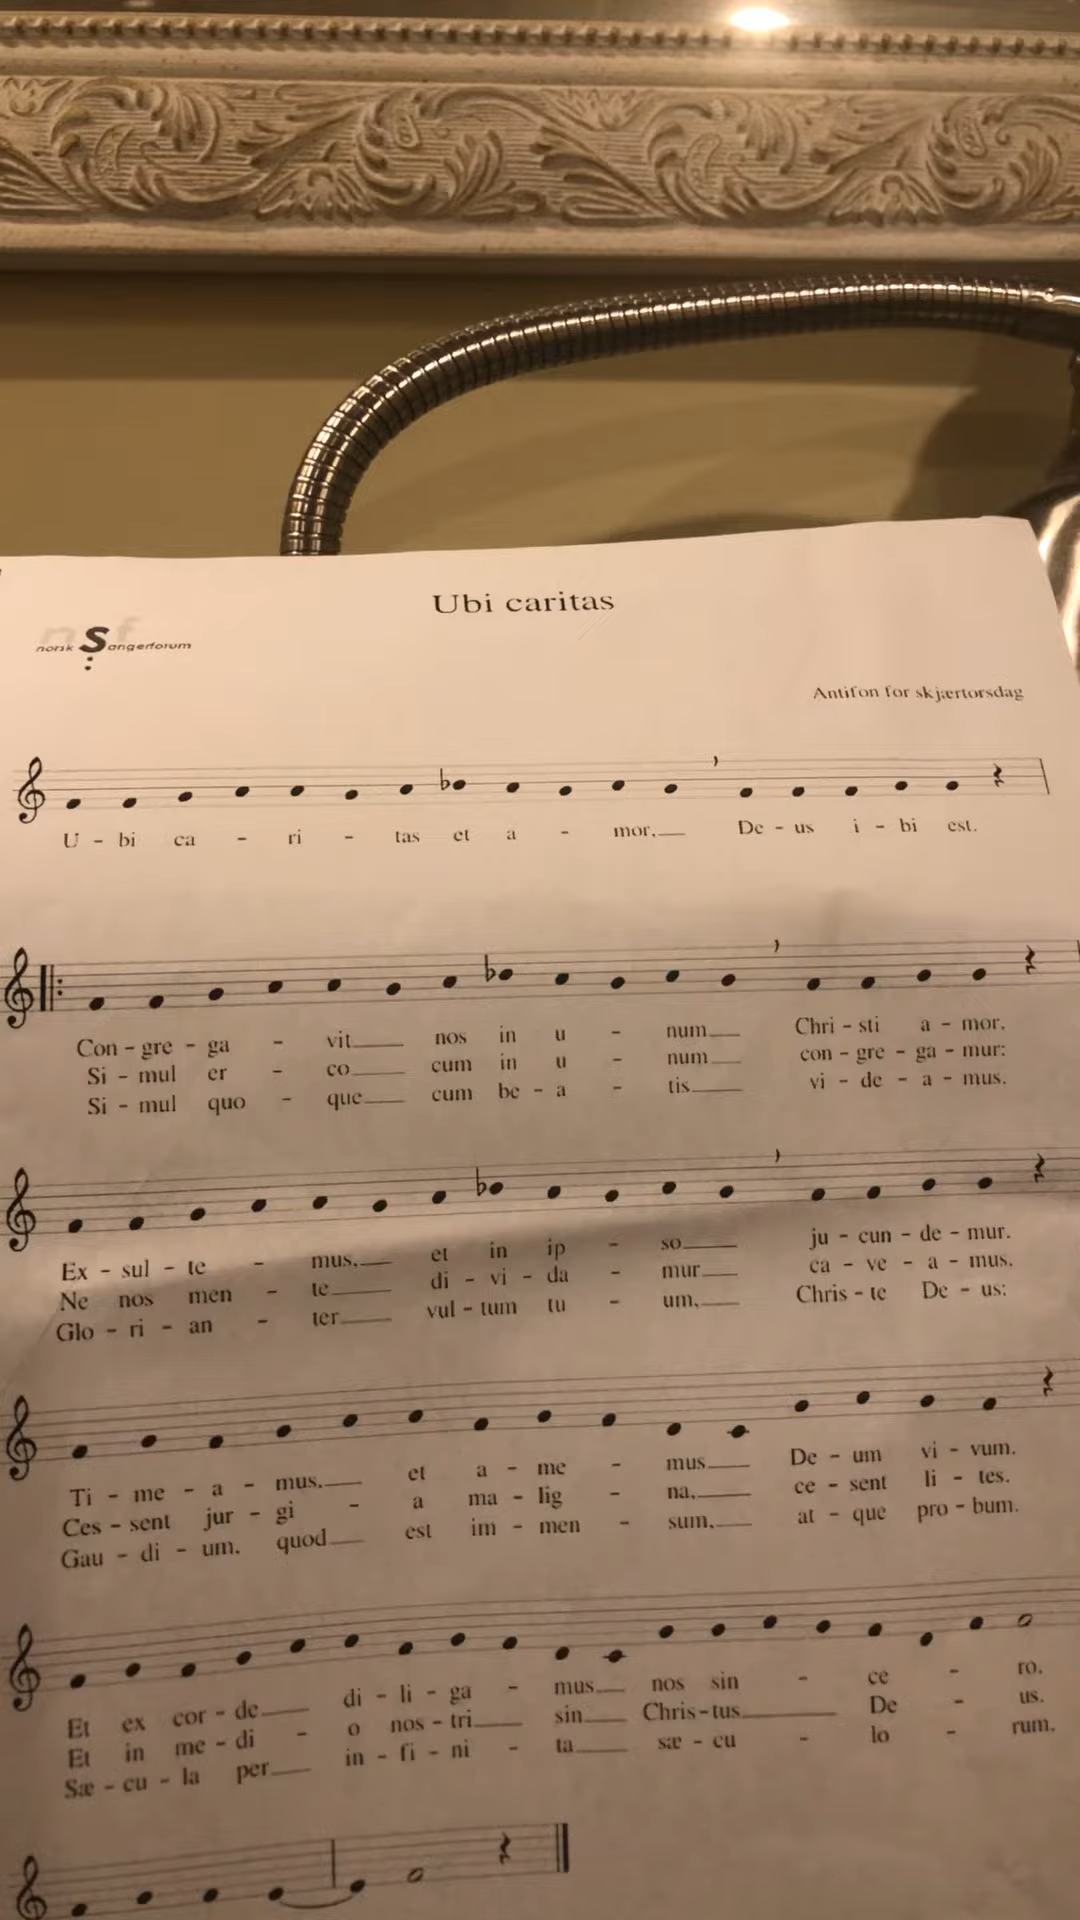 Ubi caritas
nsf
norsk Sangerforum
Antifon for skjærtorsdag
U - bi ca - ri - tas et a - mor, De - us i - bi est.
Con - gre - ga - vit nos in u - num Chri - sti a - mor.
Si - mul er - co cum in u - num con - gre - ga - mur:
Si - mul quo - que cum be - a - tis vi - de - a - mus.
Ex - sul - te - mus, et in ip - so ju - cun - de - mur.
Ne nos men - te di - vi - da - mur ca - ve - a - mus.
Glo - ri - an - ter vul - tum tu - um, Chris - te De - us:
Ti - me - a - mus, et a - me - mus De - um vi - vum.
Ces - sent jur - gi - a ma - lig - na, ce - sent li - tes.
Gau - di - um. quod est im - men - sum, at - que pro - bum.
Et ex cor - de di - li - ga - mus nos sin - ce - ro.
Et in me - di - o nos - tri sin Chris - tus De - us.
Sæ - cu - la per in - fi - ni - ta sæ - cu - lo - rum.